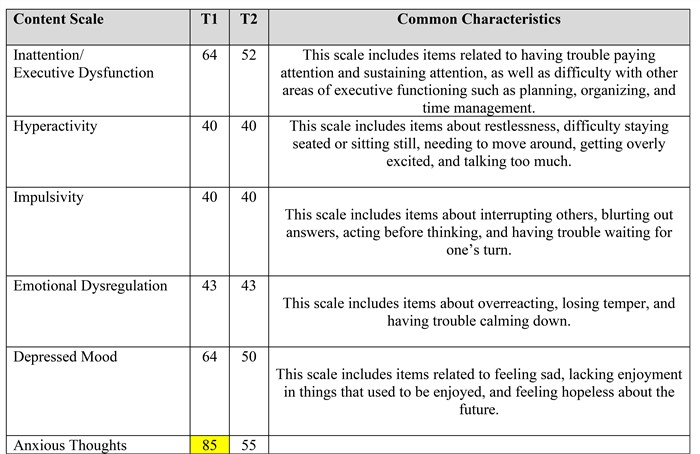 Content Scale T1 T2 Common Characteristics
Inattention/ 64 52 This scale includes items related to having trouble paying
Executive Dysfunction attention and sustaining attention, as well as difficulty with other
areas of executive functioning such as planning, organizing, and
time management.
Hyperactivity 40 40 This scale includes items about restlessness, difficulty staying
seated or sitting still, needing to move around, getting overly
excited, and talking too much.
Impulsivity 40 40
This scale includes items about interrupting others, blurting out
answers, acting before thinking, and having trouble waiting for
one’s turn.
Emotional Dysregulation 43 43
This scale includes items about overreacting, losing temper, and
having trouble calming down.
Depressed Mood 64 50
This scale includes items related to feeling sad, lacking enjoyment
in things that used to be enjoyed, and feeling hopeless about the
future.
Anxious Thoughts 85 55